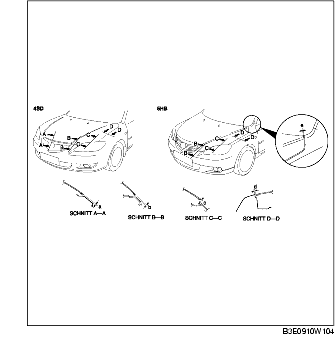 4SD
5HB
A
A
B
B
C
C
D
D
SCHNITT A—A
SCHNITT B—B
SCHNITT C—C
SCHNITT D—D
B3E0910W104